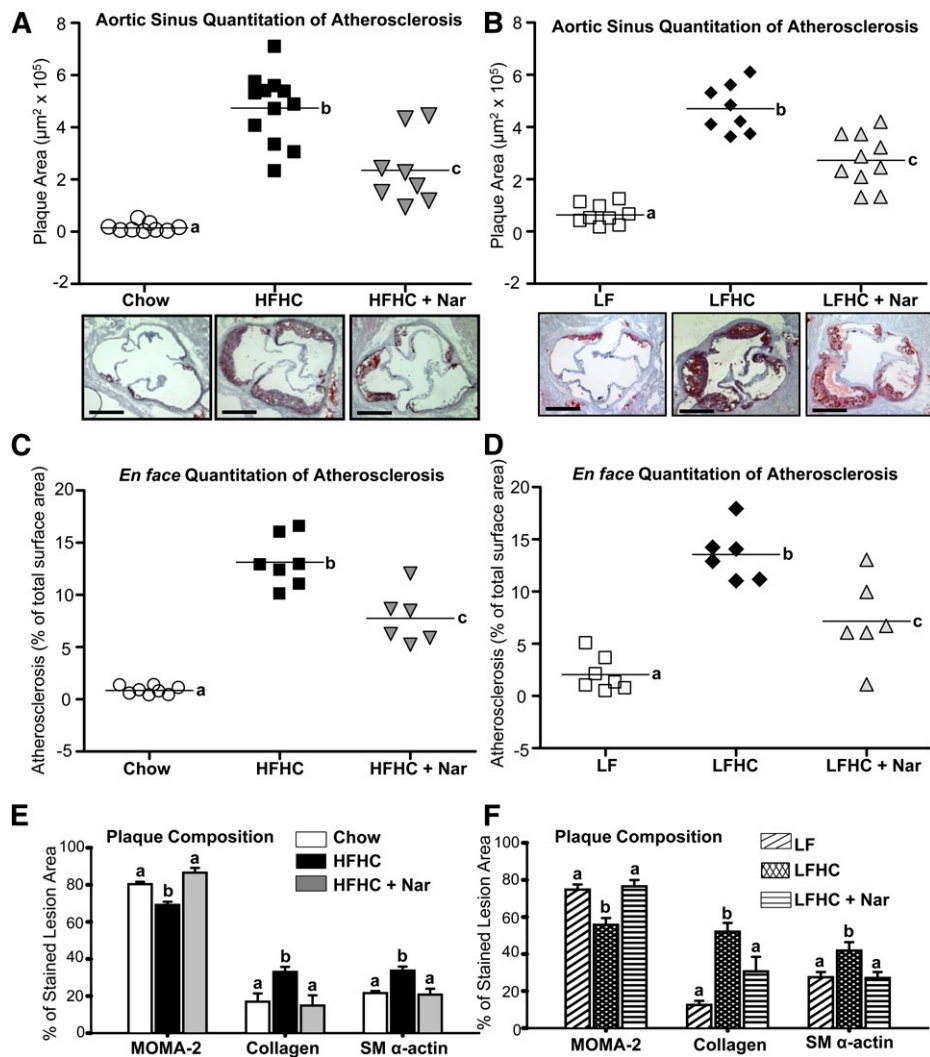 A
Aortic Sinus Quantitation of Atherosclerosis
Plaque Area (µm² x 10⁵)
8
6
4
2
0
-2
a
b
c
Chow
HFHC
HFHC + Nar
B
Aortic Sinus Quantitation of Atherosclerosis
Plaque Area (µm² x 10⁵)
8
6
4
2
0
-2
a
b
c
LF
LFHC
LFHC + Nar
C
En face Quantitation of Atherosclerosis
Atherosclerosis (% of total surface area)
20
15
10
5
0
-5
a
b
c
Chow
HFHC
HFHC + Nar
D
En face Quantitation of Atherosclerosis
Atherosclerosis (% of total surface area)
20
15
10
5
0
-5
a
b
c
LF
LFHC
LFHC + Nar
E
Plaque Composition
Chow
HFHC
HFHC + Nar
% of Stained Lesion Area
100
80
60
40
20
0
a
b
a
a
b
a
a
b
a
MOMA-2
Collagen
SM α-actin
F
Plaque Composition
LF
LFHC
LFHC + Nar
% of Stained Lesion Area
100
80
60
40
20
0
a
b
a
a
b
a
a
b
a
MOMA-2
Collagen
SM α-actin